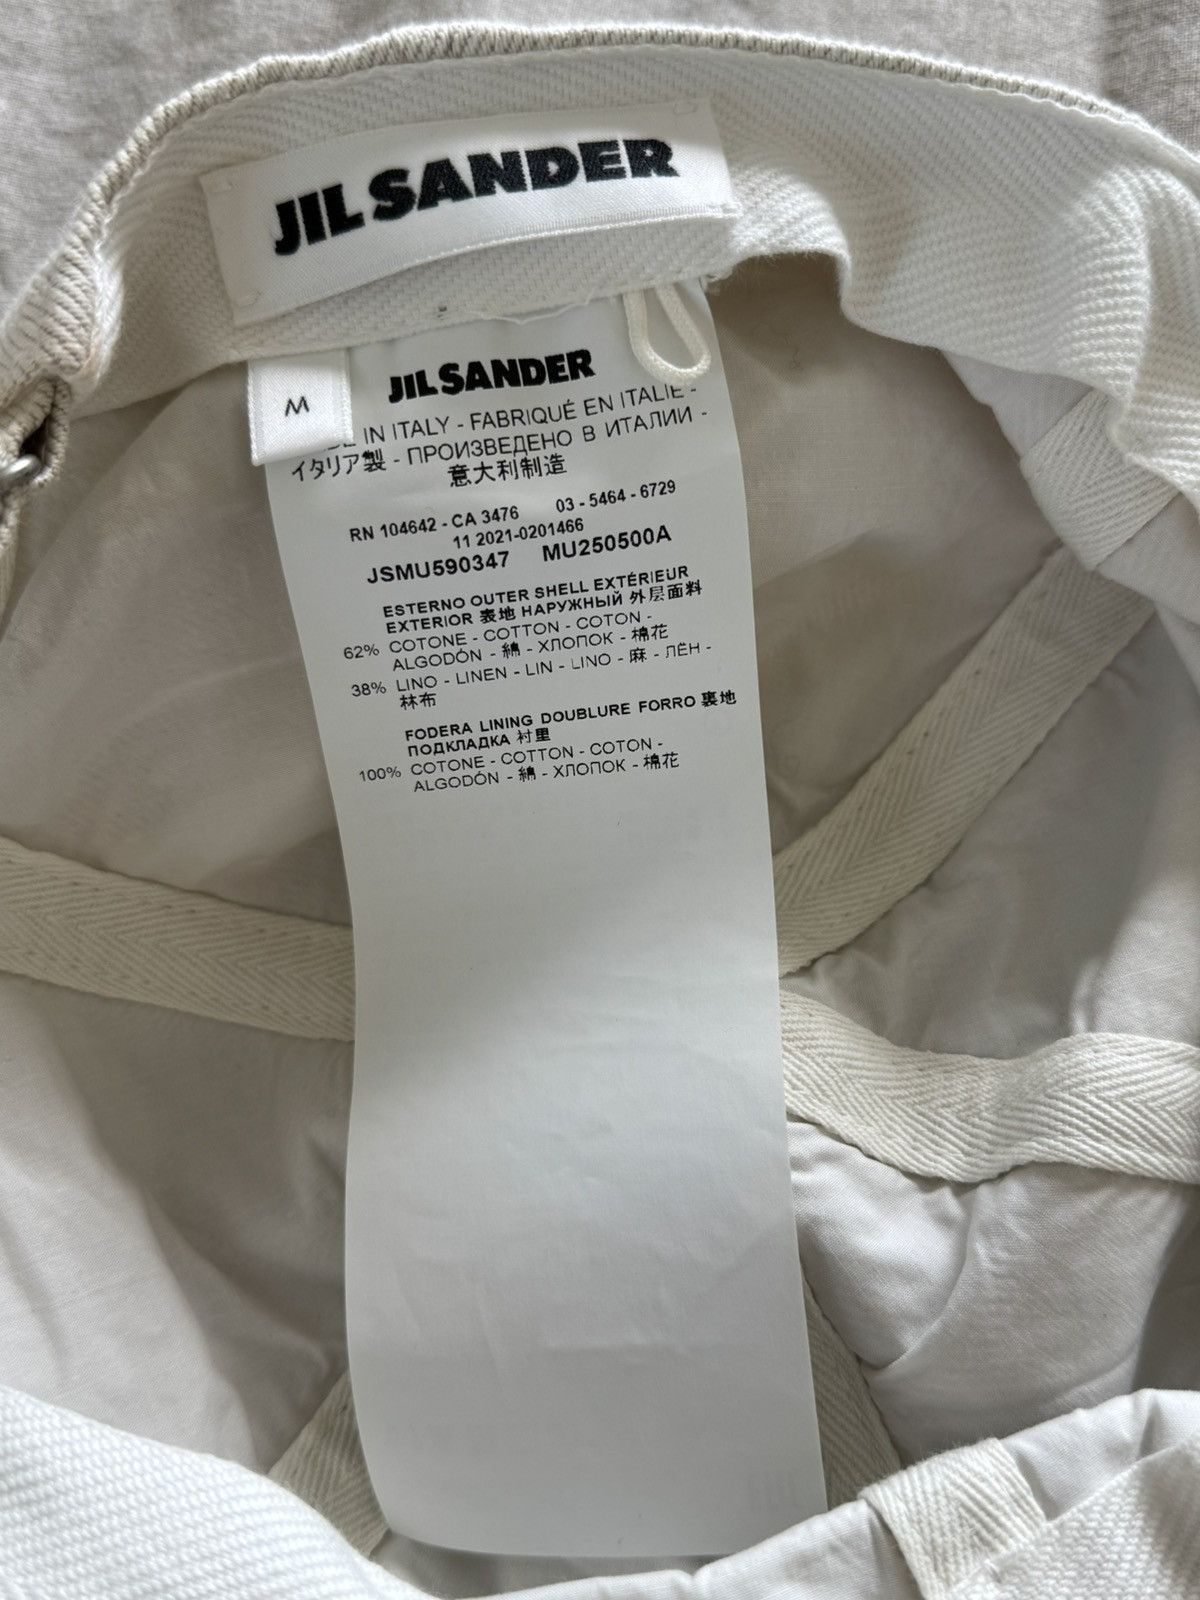 JIL SANDER
JIL SANDER
M
IN ITALY - FABRIQUÉ EN ITALIE -
イタリア製 - ПРОИЗВЕДЕНО В ИТАЛИИ -
意大利制造
RN 104642 - CA 3476 03 - 5464 - 6729
11 2021-0201466
JSMU590347 MU250500A
ESTERNO OUTER SHELL EXTÉRIEUR
EXTERIOR 表地 НАРУЖНЫЙ 外层面料
62% COTONE - COTTON - COTON -
ALGODÓN - 綿 - ХЛОПОК - 棉花
38% LINO - LINEN - LIN - LINO - 麻 - ЛЁН -
林布
FODERA LINING DOUBLURE FORRO 裏地
ПОДКЛАДКА 衬里
100% COTONE - COTTON - COTON -
ALGODÓN - 綿 - ХЛОПОК - 棉花